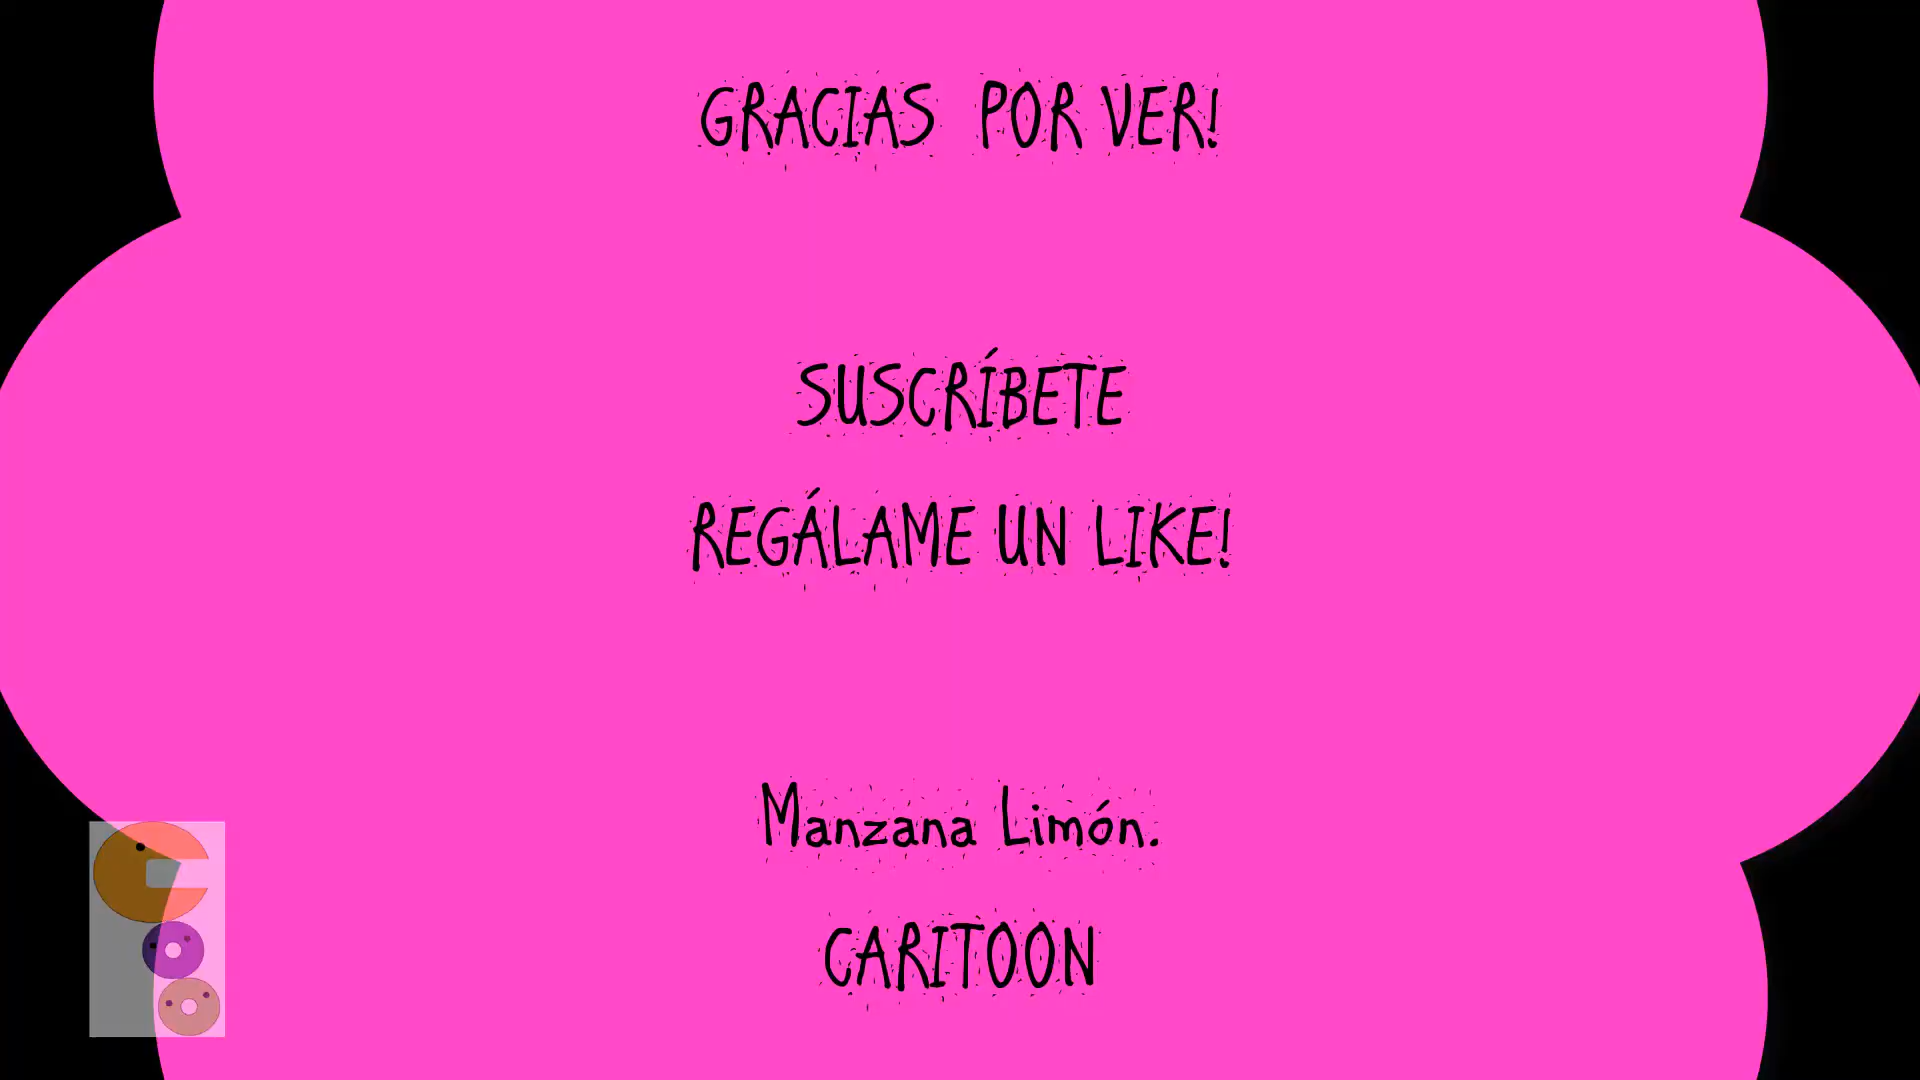 GRACIAS POR VER!
SUSCRÍBETE
REGÁLAME UN LIKE!
Manzana Limón.
CARITOON